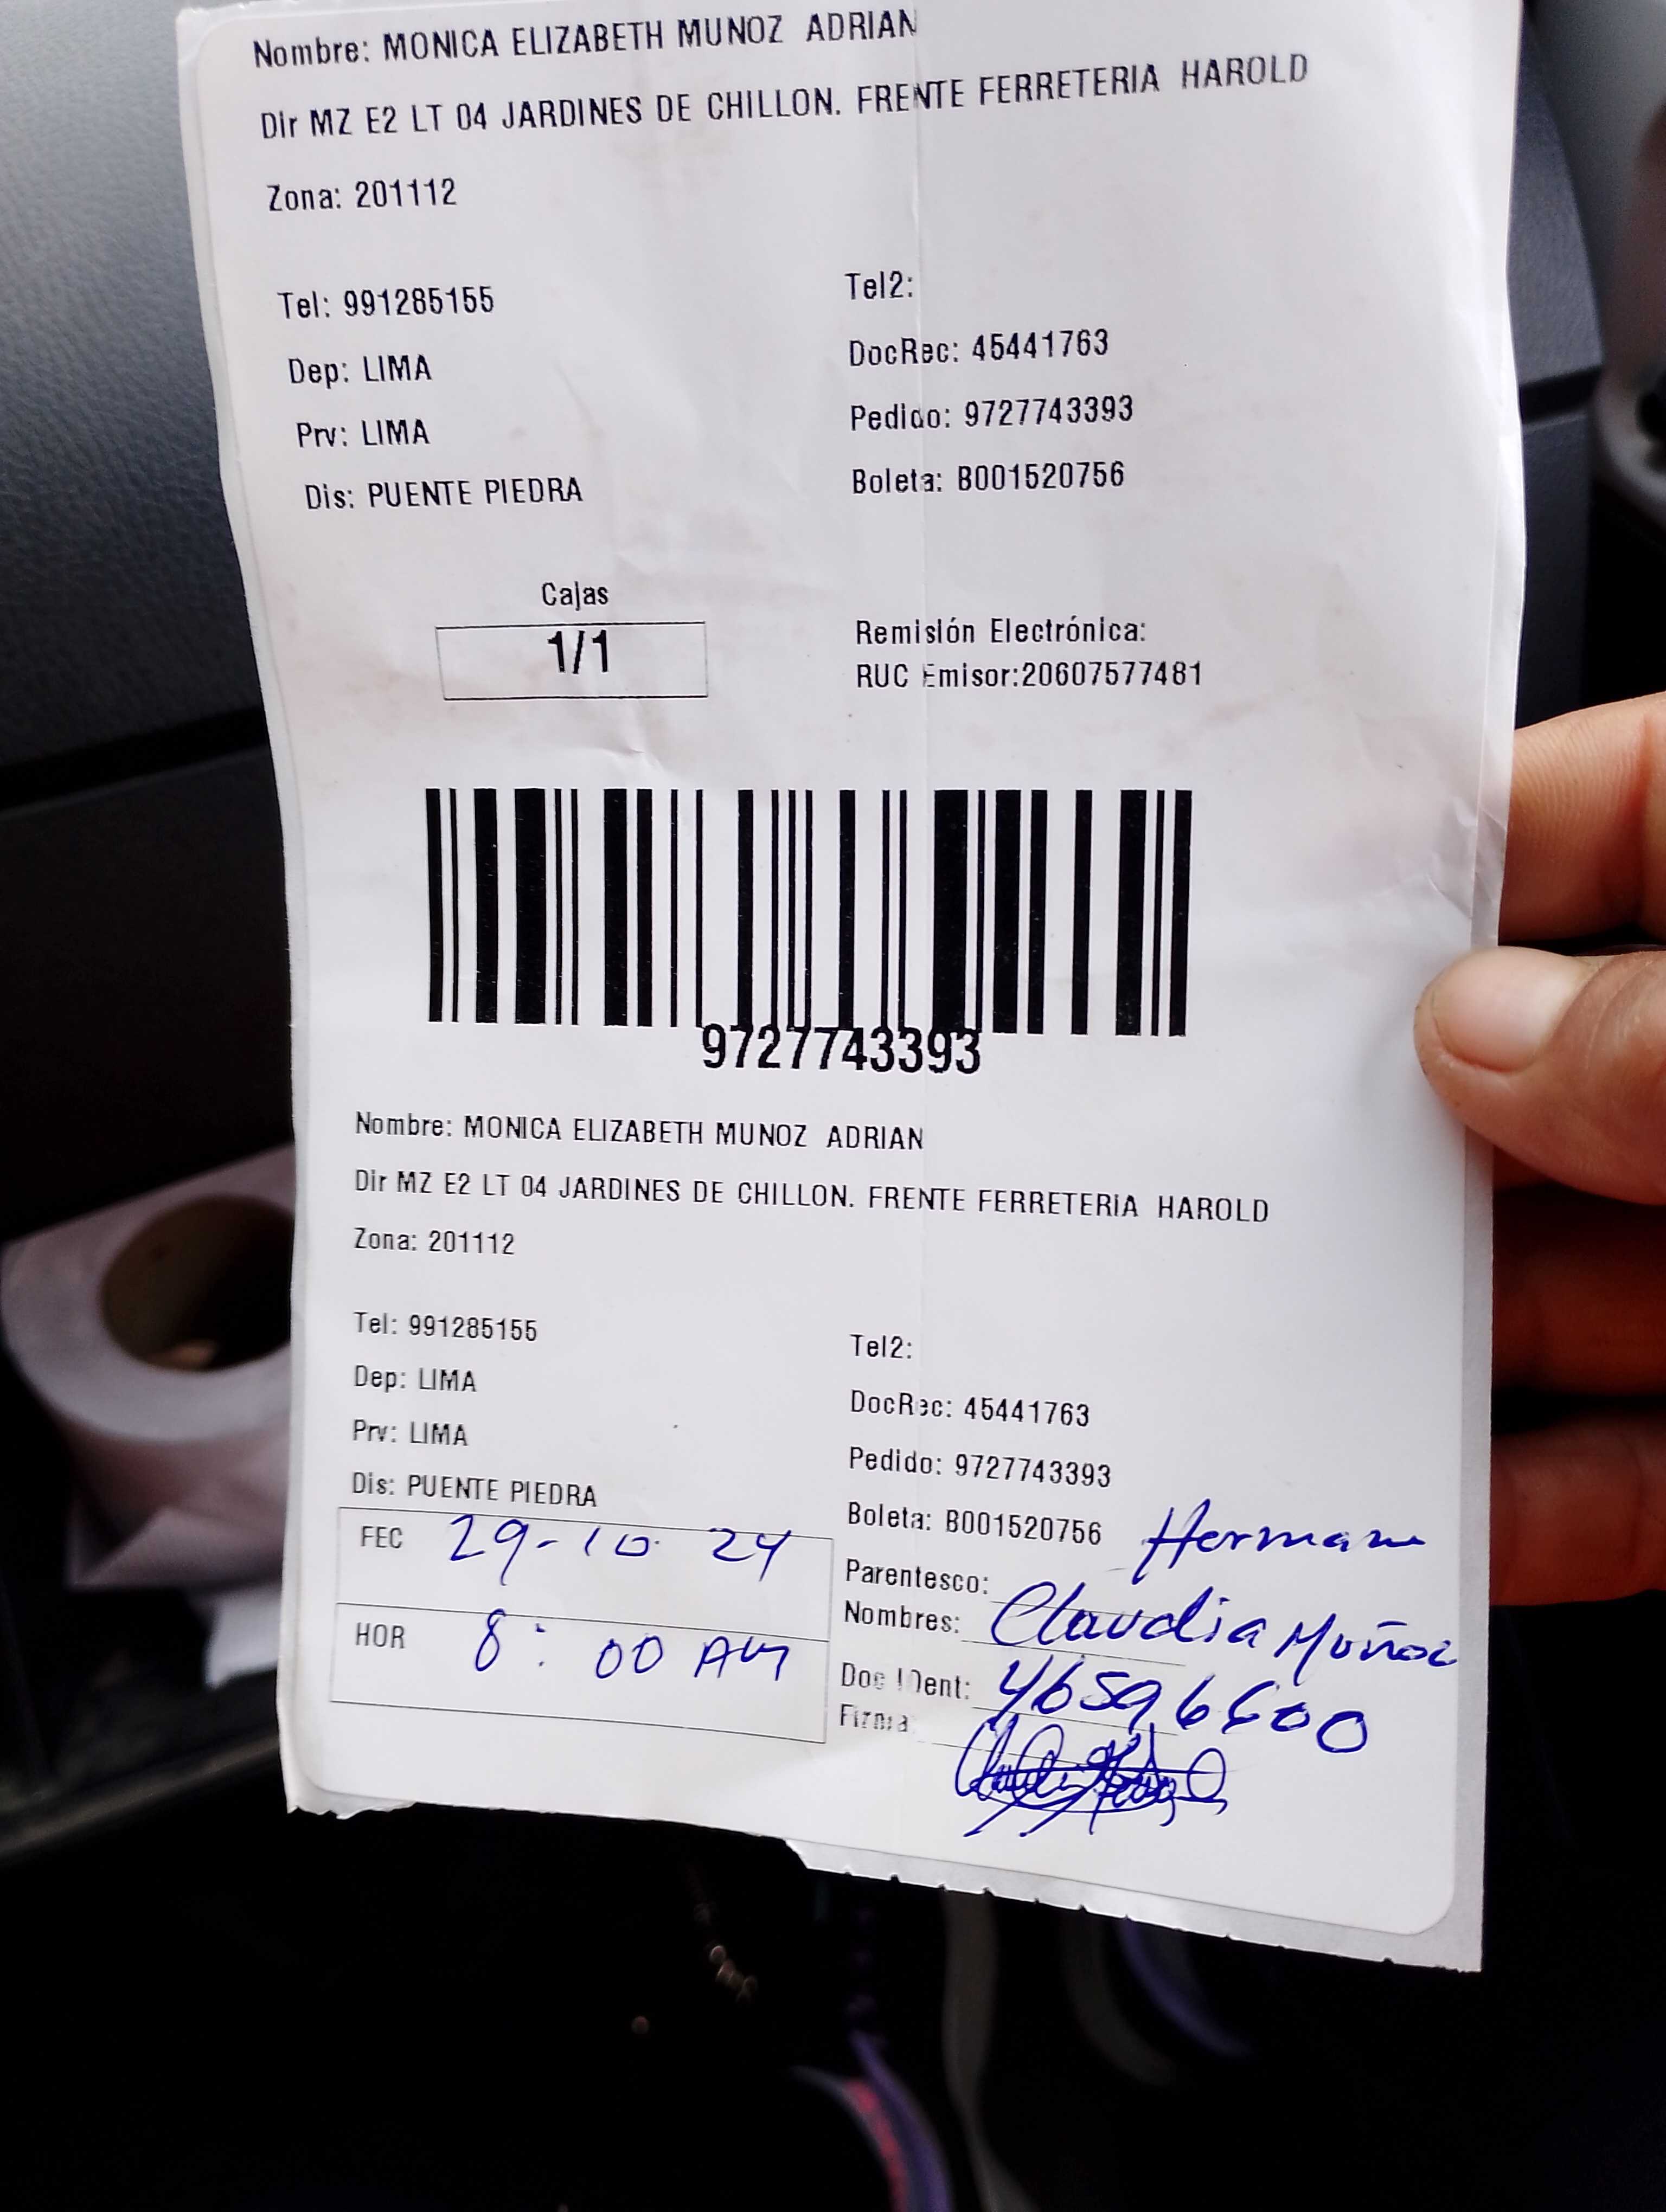 Nombre: MONICA ELIZABETH MUNOZ ADRIAN
Dir MZ E2 LT 04 JARDINES DE CHILLON. FRENTE FERRETERIA HAROLD
Zona: 201112
Tel: 991285155
Tel2:
Dep: LIMA
DocRec: 45441763
Prv: LIMA
Pedido: 9727743393
Dis: PUENTE PIEDRA
Boleta: B001520756
Cajas
1/1
Remisión Electrónica:
RUC Emisor:20607577481
9727743393
Nombre: MONICA ELIZABETH MUNOZ ADRIAN
Dir MZ E2 LT 04 JARDINES DE CHILLON. FRENTE FERRETERIA HAROLD
Zona: 201112
Tel: 991285155
Tel2:
Dep: LIMA
DocRec: 45441763
Prv: LIMA
Pedido: 9727743393
Dis: PUENTE PIEDRA
Boleta: B001520756
FEC 29-10 24
HOR 8:00 AM
Parentesco: Hermana
Nombres: Claudia Muñoz
Doc Ident: 46596600
Firma